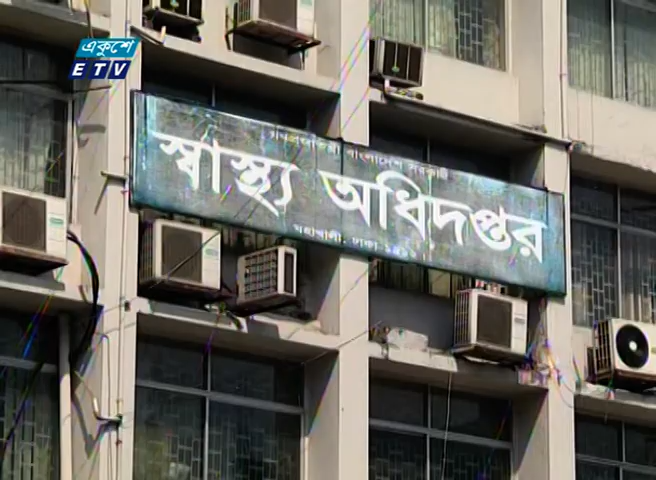 একুশে
ETV
গণপ্রজাতন্ত্রী বাংলাদেশ সরকার
স্বাস্থ্য অধিদপ্তর
মহাখালী, ঢাকা